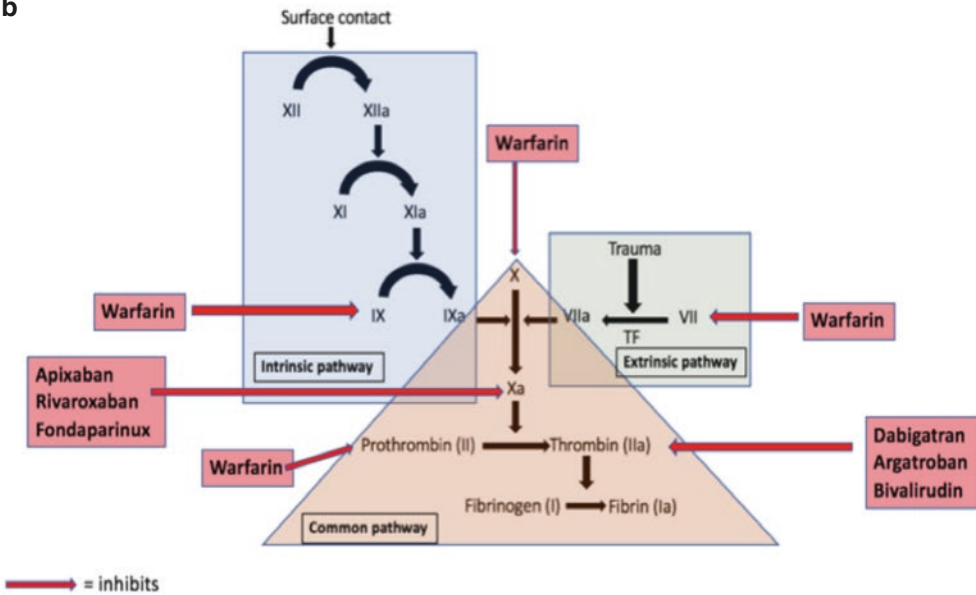 b
Surface contact
XII
XIIa
Warfarin
XI
XIa
Trauma
X
Warfarin
IX
IXa
VIIa
VII
Warfarin
TF
Intrinsic pathway
Extrinsic pathway
Apixaban
Rivaroxaban
Fondaparinux
Xa
Prothrombin (II)
Thrombin (IIa)
Dabigatran
Argatroban
Bivalirudin
Warfarin
Fibrinogen (I)
Fibrin (Ia)
Common pathway
= inhibits